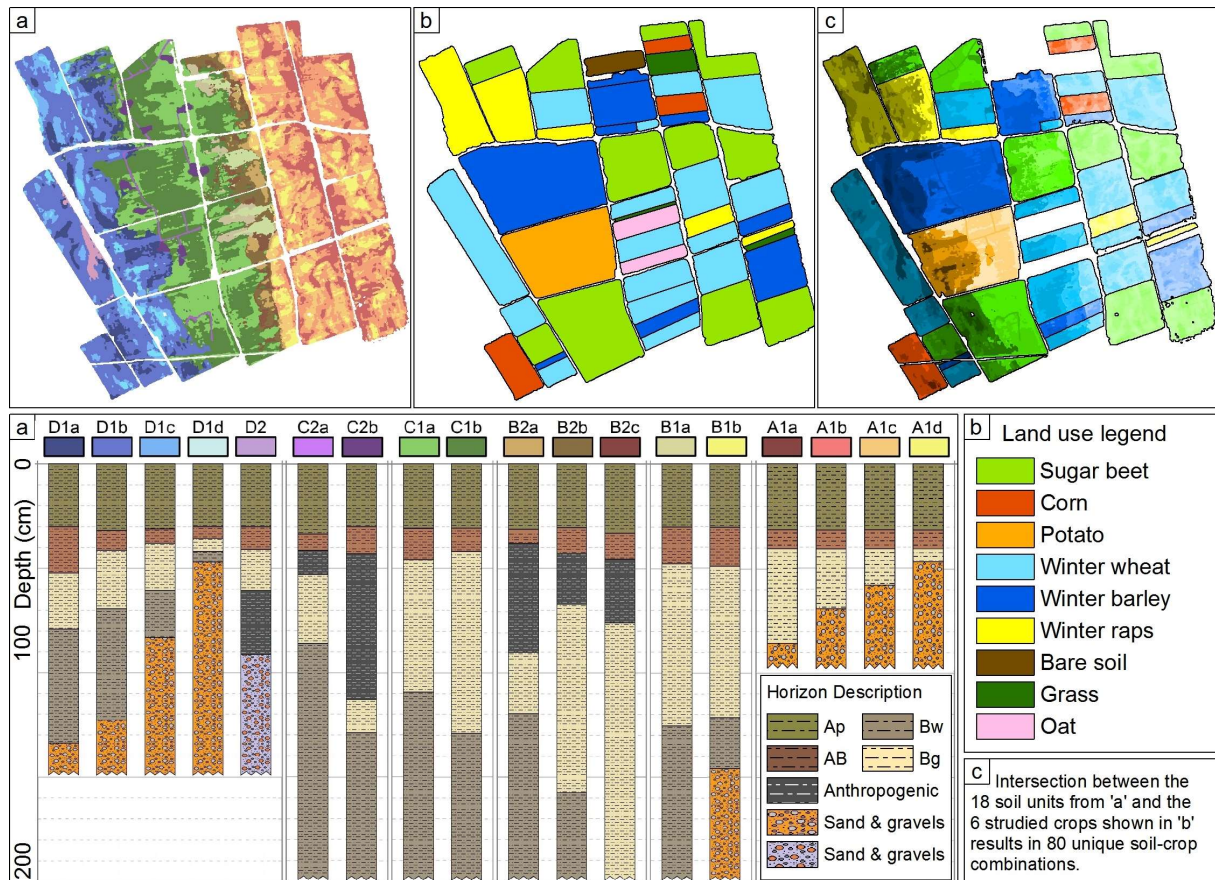 a
b
c
a
D1a D1b D1c D1d D2 C2a C2b C1a C1b B2a B2b B2c B1a B1b A1a A1b A1c A1d
0
Depth (cm)
100
200
Horizon Description
Ap Bw
AB Bg
Anthropogenic
Sand & gravels
Sand & gravels
b Land use legend
Sugar beet
Corn
Potato
Winter wheat
Winter barley
Winter raps
Bare soil
Grass
Oat
c Intersection between the
18 soil units from 'a' and the
6 strudied crops shown in 'b'
results in 80 unique soil-crop
combinations.